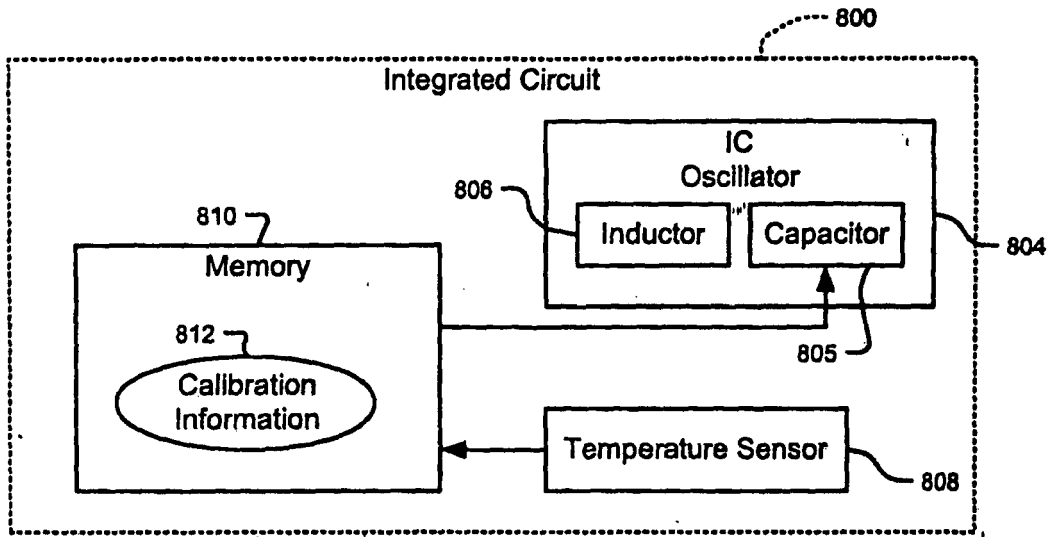 800
Integrated Circuit
IC
Oscillator
806
Inductor
Capacitor
804
810
Memory
805
812
Calibration
Information
Temperature Sensor
808